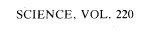 SCIENCE, VOL. 220